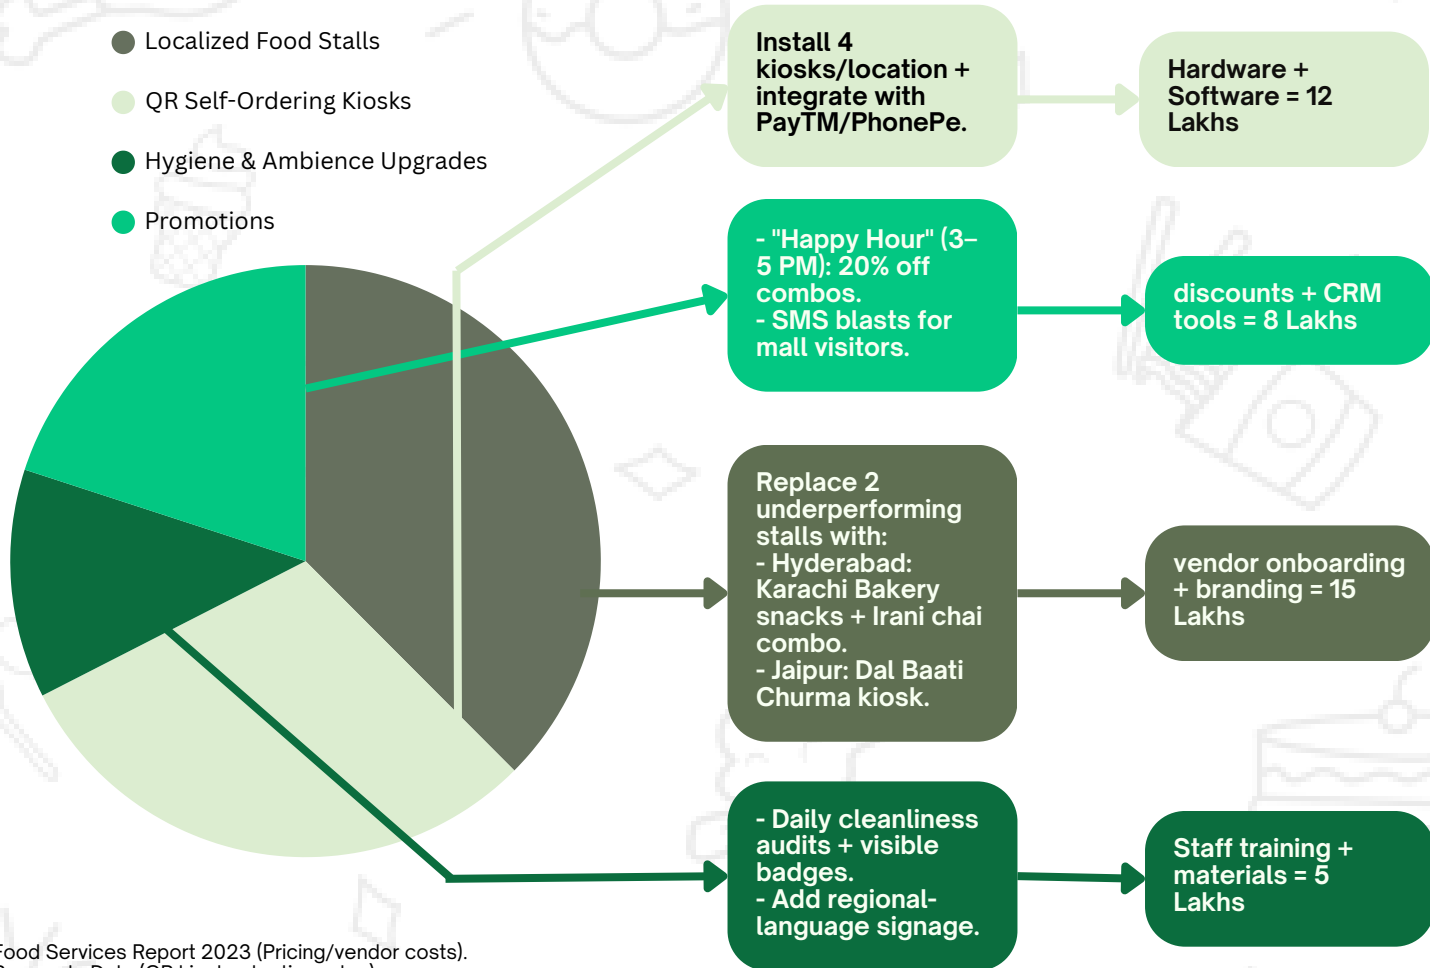 Localized Food Stalls
QR Self-Ordering Kiosks
Hygiene & Ambience Upgrades
Promotions
Install 4
kiosks/location +
integrate with
PayTM/PhonePe.
Hardware +
Software = 12
Lakhs
- "Happy Hour" (3–
5 PM): 20% off
combos.
- SMS blasts for
mall visitors.
discounts + CRM
tools = 8 Lakhs
Replace 2
underperforming
stalls with:
- Hyderabad:
Karachi Bakery
snacks + Irani chai
combo.
- Jaipur: Dal Baati
Churma kiosk.
vendor onboarding
+ branding = 15
Lakhs
- Daily cleanliness
audits + visible
badges.
- Add regional-
language signage.
Staff training +
materials = 5
Lakhs
Food Services Report 2023 (Pricing/vendor costs).